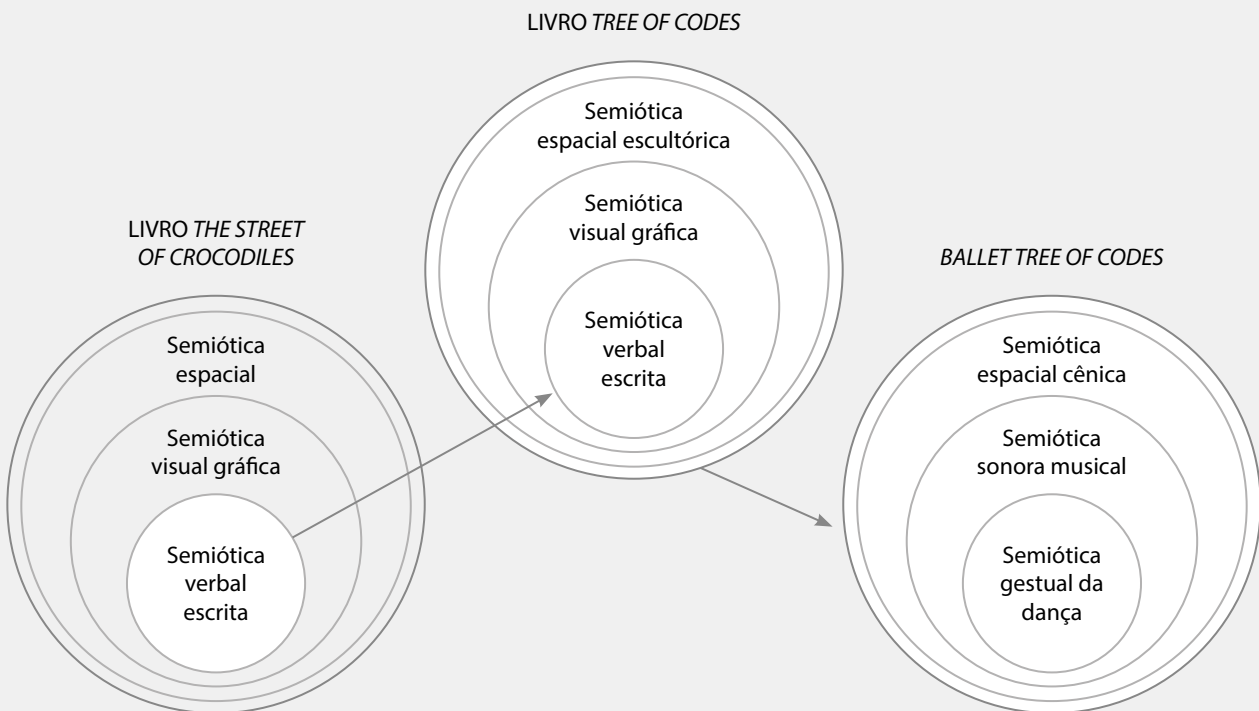 LIVRO TREE OF CODES
Semiótica
espacial escultórica
Semiótica
visual gráfica
Semiótica
verbal
escrita
LIVRO THE STREET
OF CROCODILES
Semiótica
espacial
Semiótica
visual gráfica
Semiótica
verbal
escrita
BALLET TREE OF CODES
Semiótica
espacial cênica
Semiótica
sonora musical
Semiótica
gestual da
dança